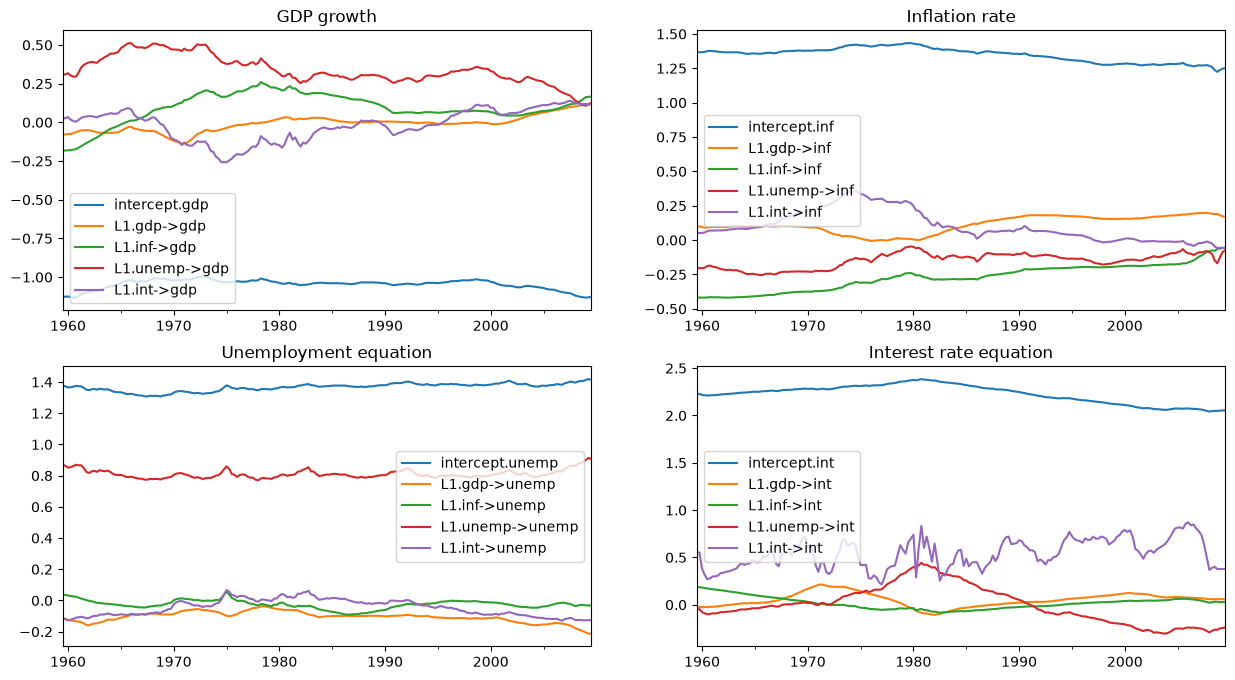 GDP growth
0.50
0.25
0.00
−0.25
−0.50
−0.75
−1.00
intercept.gdp
L1.gdp->gdp
L1.inf->gdp
L1.unemp->gdp
L1.int->gdp
1960 1970 1980 1990 2000
Inflation rate
1.50
1.25
1.00
0.75
0.50
0.25
0.00
−0.25
−0.50
intercept.inf
L1.gdp->inf
L1.inf->inf
L1.unemp->inf
L1.int->inf
1960 1970 1980 1990 2000
Unemployment equation
1.4
1.2
1.0
0.8
0.6
0.4
0.2
0.0
−0.2
intercept.unemp
L1.gdp->unemp
L1.inf->unemp
L1.unemp->unemp
L1.int->unemp
1960 1970 1980 1990 2000
Interest rate equation
2.5
2.0
1.5
1.0
0.5
0.0
intercept.int
L1.gdp->int
L1.inf->int
L1.unemp->int
L1.int->int
1960 1970 1980 1990 2000